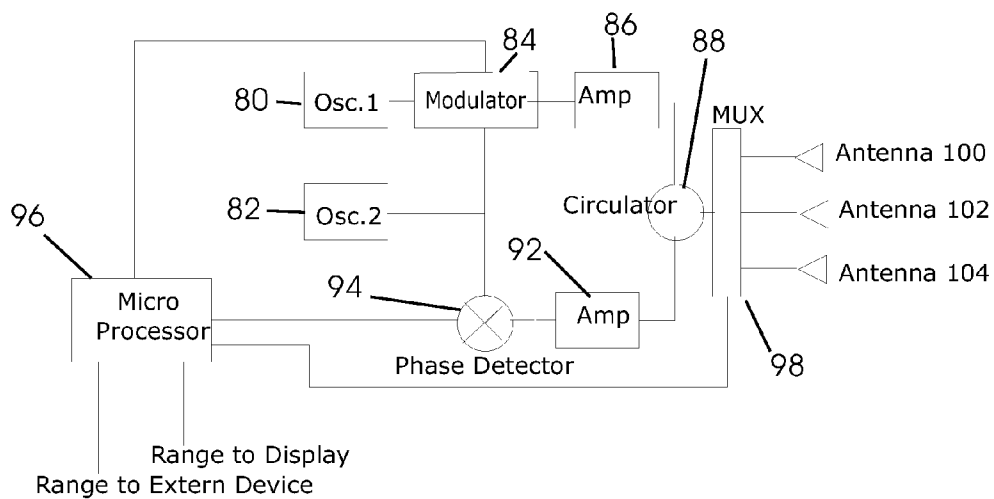 84
86
88
80
Osc.1
Modulator
Amp
MUX
Antenna 100
82
Osc.2
Circulator
Antenna 102
96
92
94
Antenna 104
Micro
Processor
Amp
Phase Detector
98
Range to Display
Range to Extern Device